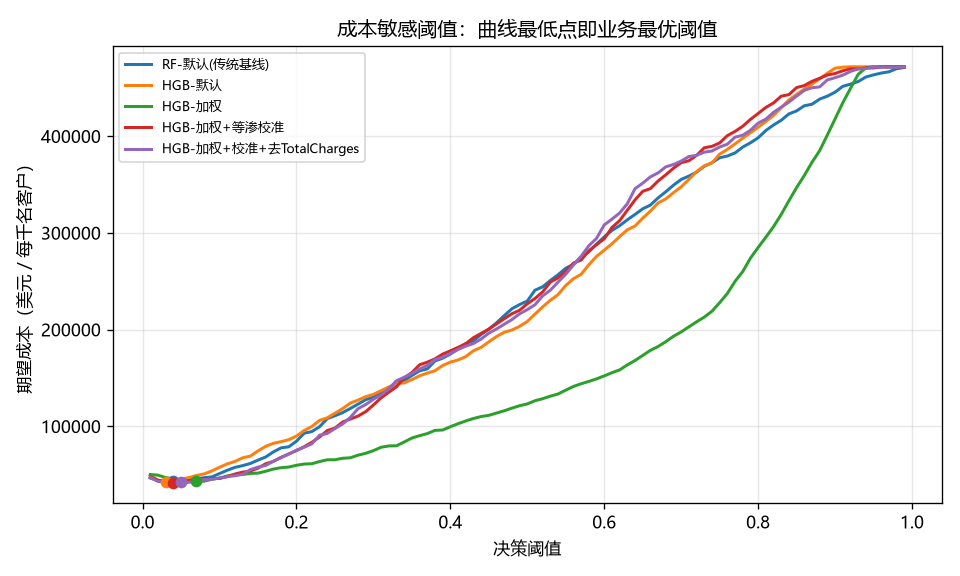 成本敏感阈值：曲线最低点即业务最优阈值
RF-默认(传统基线)
HGB-默认
HGB-加权
HGB-加权+等渗校准
HGB-加权+校准+去TotalCharges
期望成本（美元 / 每千名客户）
400000
300000
200000
100000
0.0 0.2 0.4 0.6 0.8 1.0
决策阈值